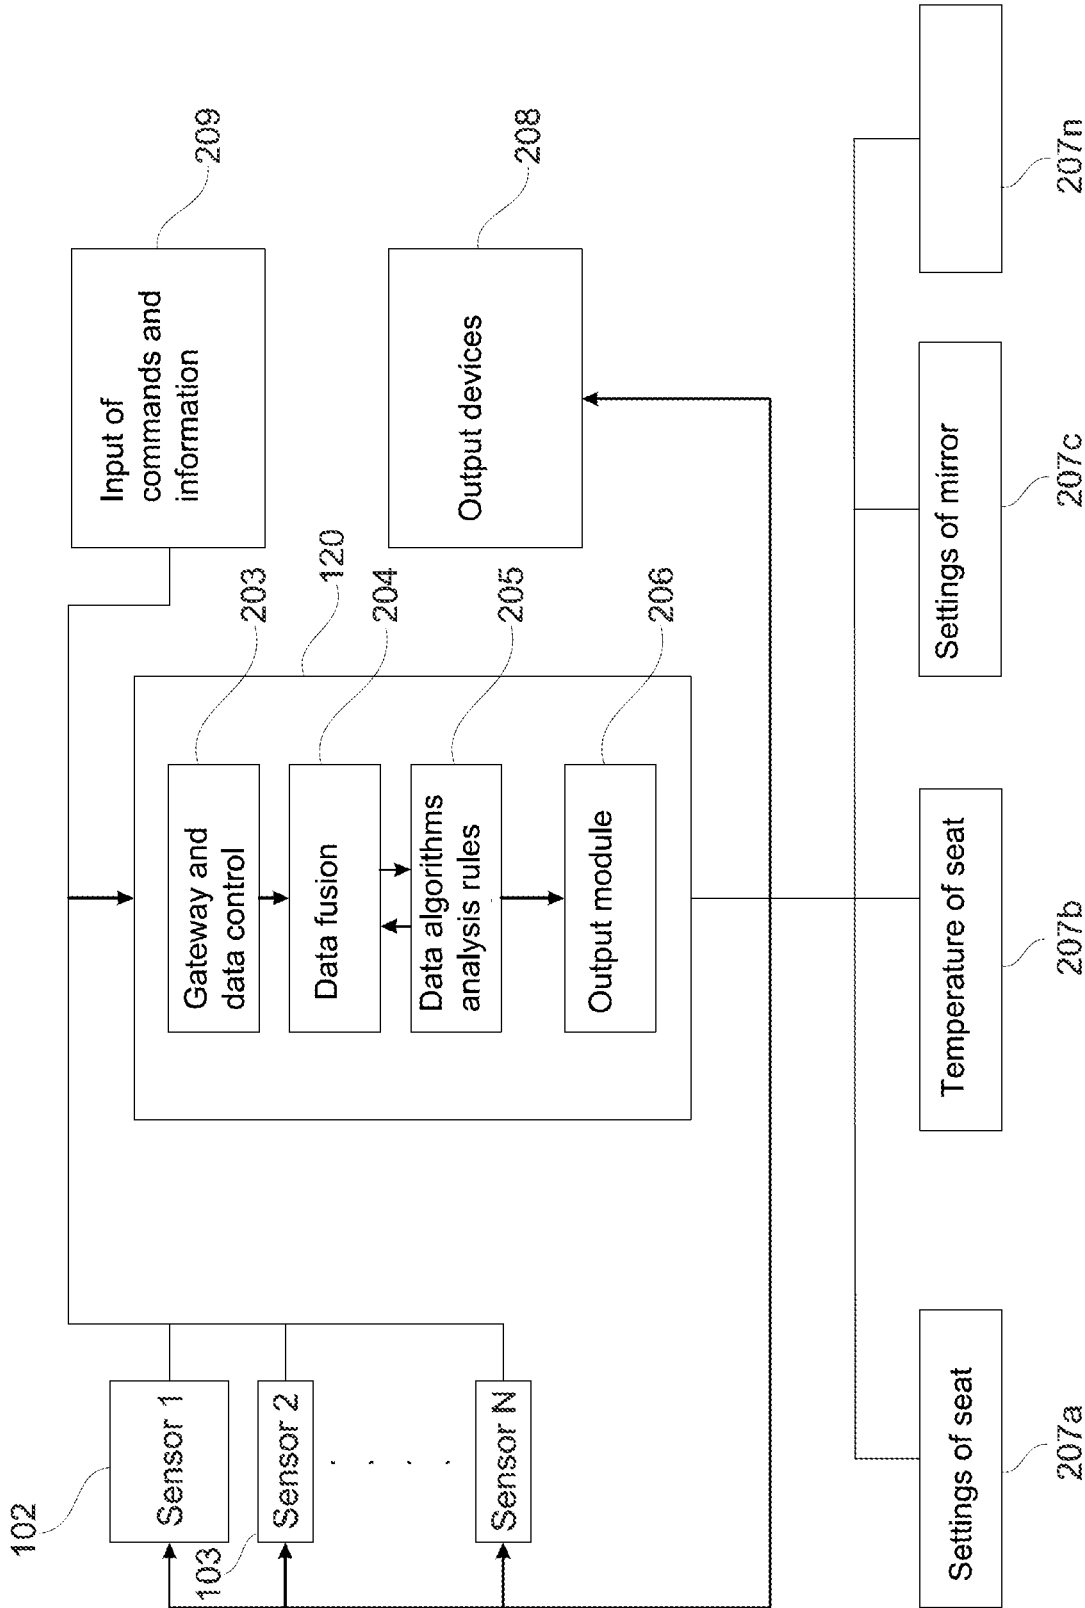 102
Sensor 1
103
Sensor 2
. . . . .
Sensor N
Gateway and
data control
203
120
Data fusion
204
Data algorithms
analysis rules
205
Output module
206
Input of
commands and
information
209
Output devices
208
Settings of seat
207a
Temperature of seat
207b
Settings of mirror
207c
207n